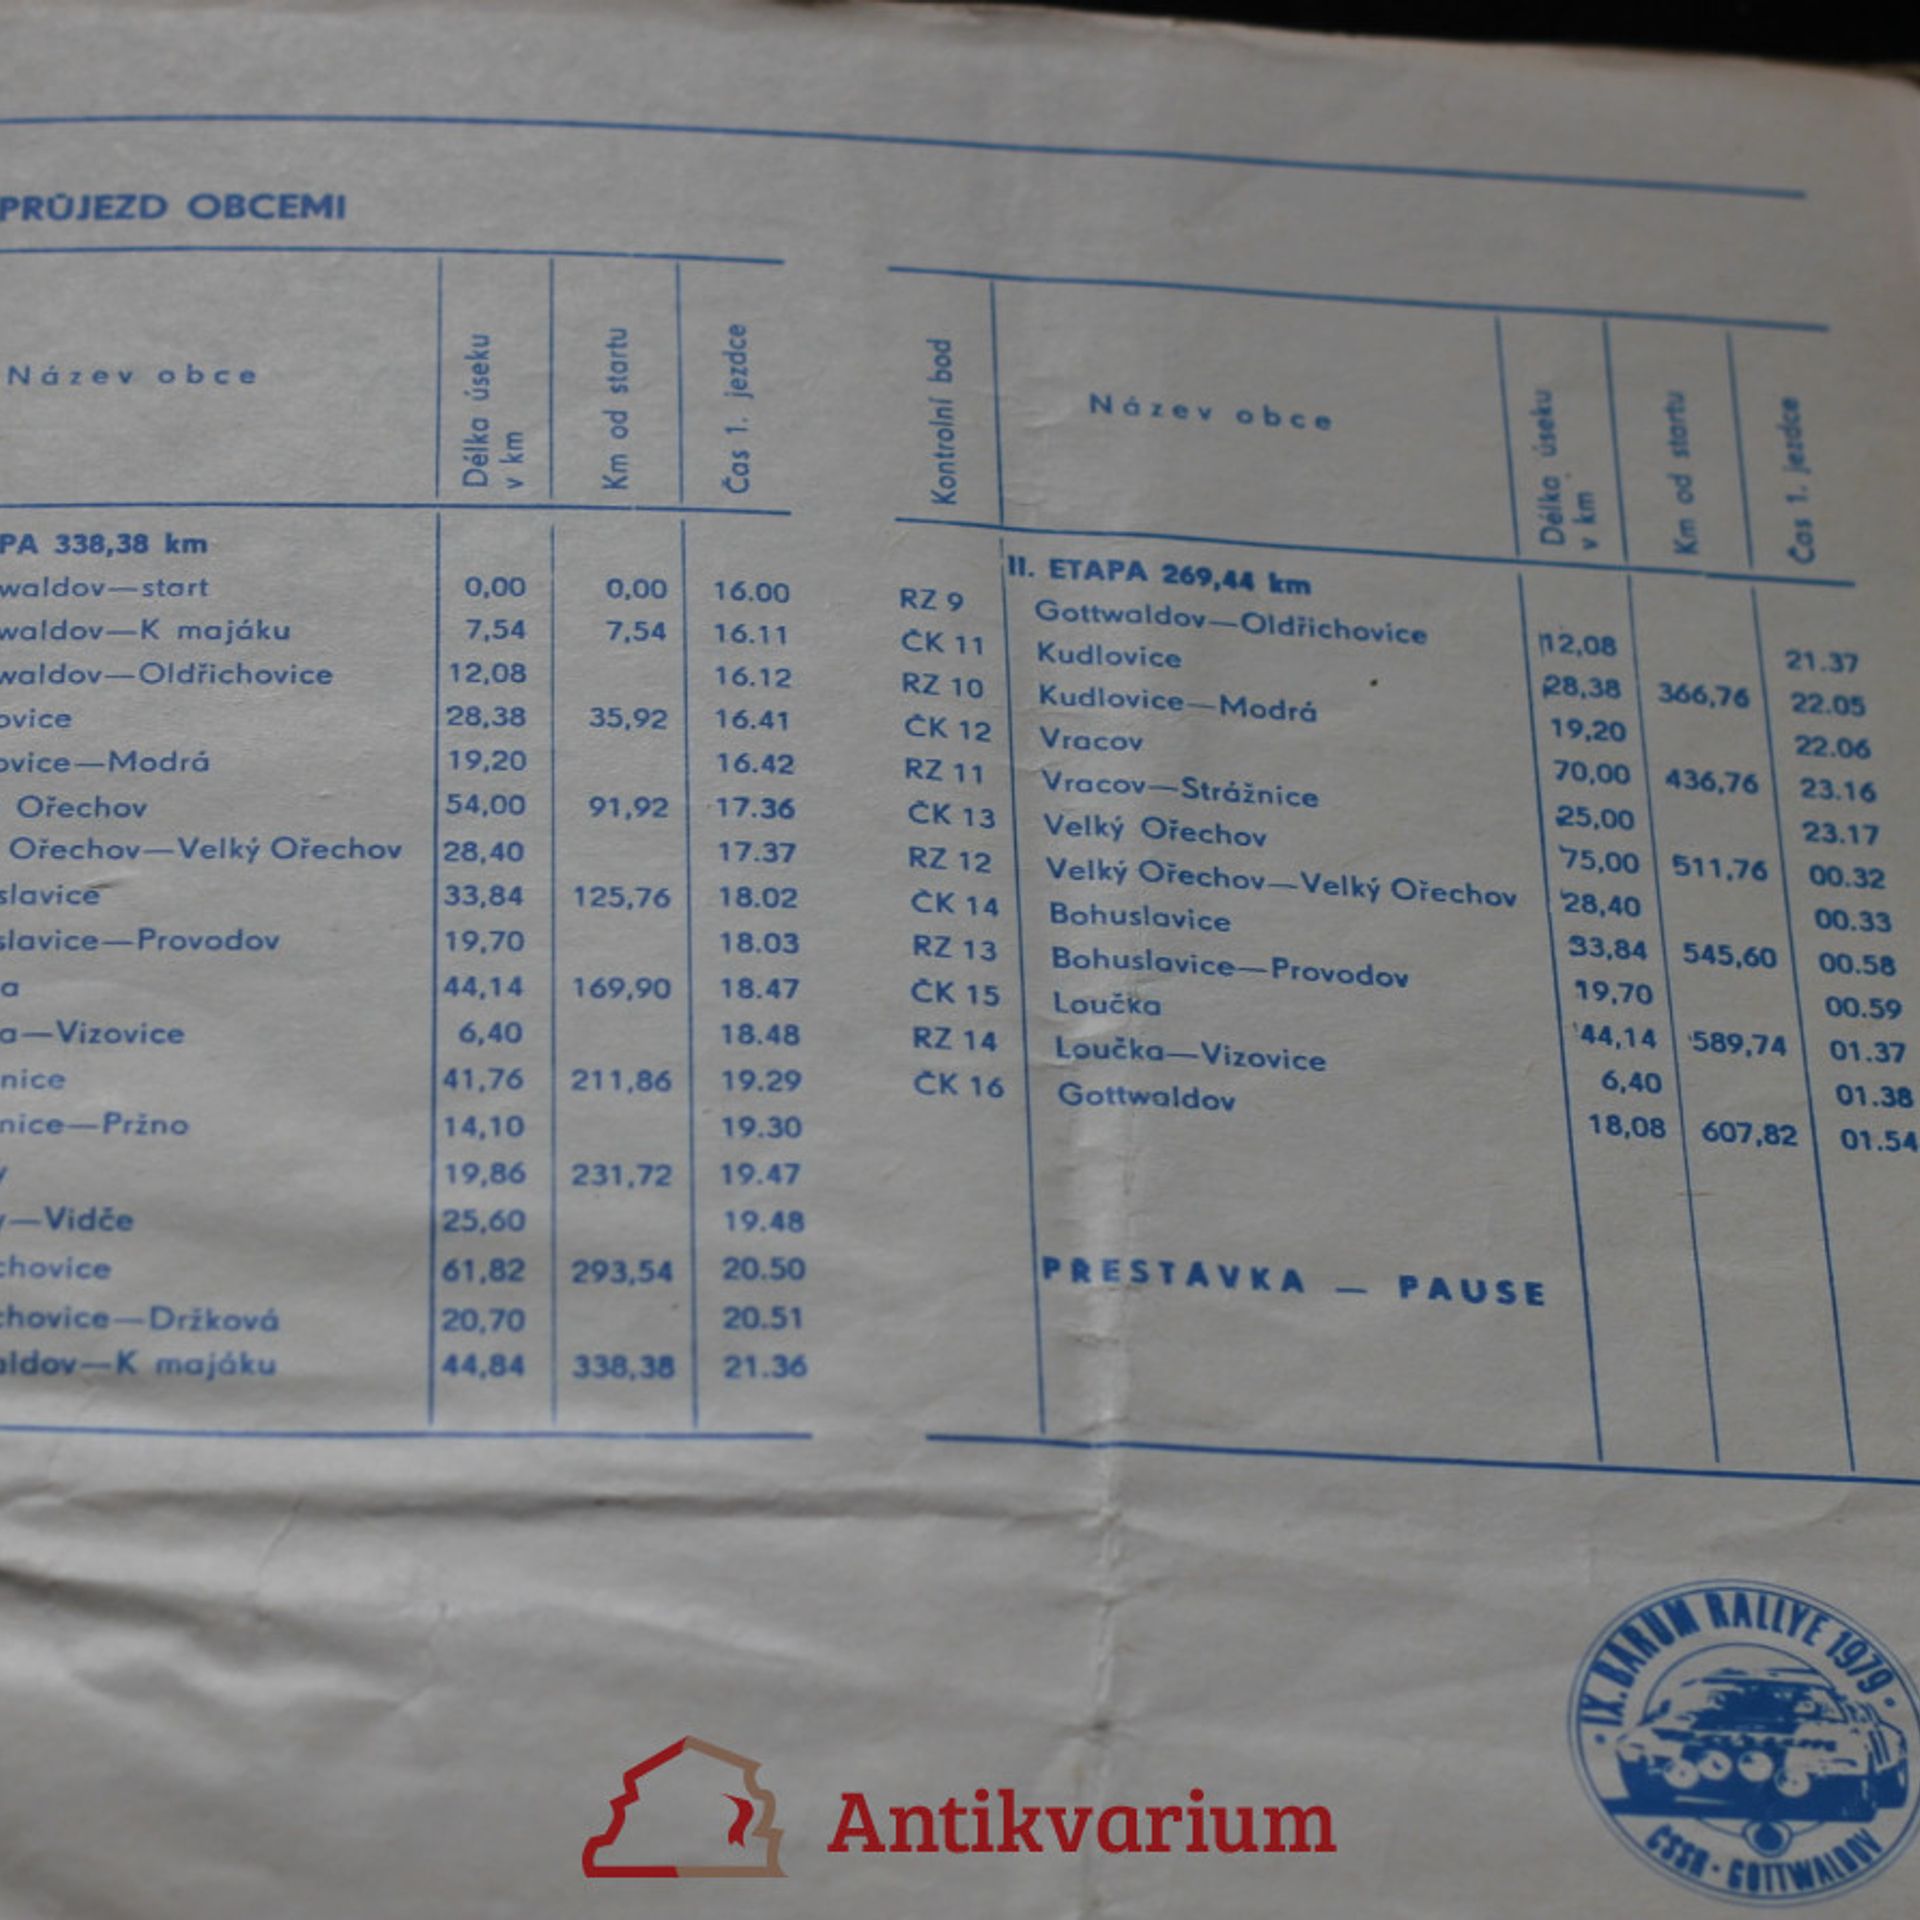 PRŮJEZD OBCEMI
Název obce
Délka úseku v km
Km od startu
Čas 1. jezdce
PA 338,38 km
waldov—start 0,00 0,00 16.00
waldov—K majáku 7,54 7,54 16.11
waldov—Oldřichovice 12,08 16.12
ovice 28,38 35,92 16.41
ovice—Modrá 19,20 16.42
Ořechov 54,00 91,92 17.36
Ořechov—Velký Ořechov 28,40 17.37
slavice 33,84 125,76 18.02
slavice—Provodov 19,70 18.03
a 44,14 169,90 18.47
a—Vizovice 6,40 18.48
nice 41,76 211,86 19.29
nice—Pržno 14,10 19.30
y 19,86 231,72 19.47
y—Vidče 25,60 19.48
chovice 61,82 293,54 20.50
chovice—Držková 20,70 20.51
aldov—K majáku 44,84 338,38 21.36
Kontrolní bod
Název obce
Délka úseku v km
Km od startu
Čas 1. jezdce
II. ETAPA 269,44 km
RZ 9 Gottwaldov—Oldřichovice 12,08 21.37
ČK 11 Kudlovice 28,38 366,76 22.05
RZ 10 Kudlovice—Modrá 19,20 22.06
ČK 12 Vracov 70,00 436,76 23.16
RZ 11 Vracov—Strážnice 25,00 23.17
ČK 13 Velký Ořechov 75,00 511,76 00.32
RZ 12 Velký Ořechov—Velký Ořechov 28,40 00.33
ČK 14 Bohuslavice 33,84 545,60 00.58
RZ 13 Bohuslavice—Provodov 19,70 00.59
ČK 15 Loučka 44,14 589,74 01.37
RZ 14 Loučka—Vizovice 6,40 01.38
ČK 16 Gottwaldov 18,08 607,82 01.54
PRESTAVKA — PAUSE
· IX. BARUM RALLYE 1979 ·
ČSSR · GOTTWALDOV
Antikvarium